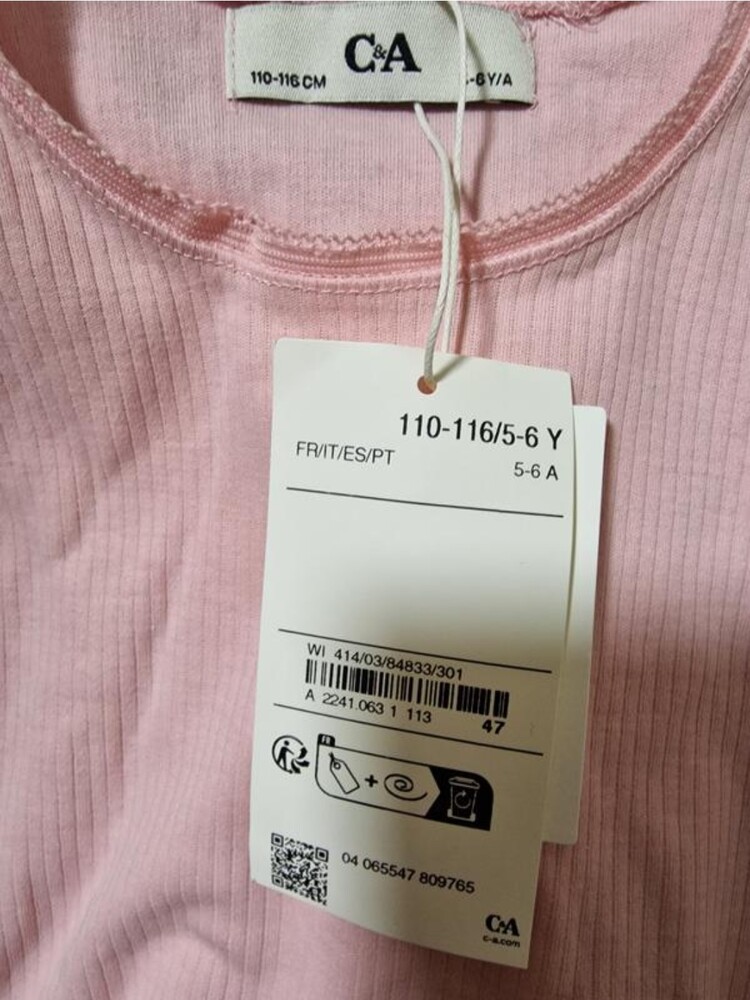 C&A
110-116 CM
-6 Y/A
110-116/5-6 Y
FR/IT/ES/PT
5-6 A
WI 414/03/84833/301
A 2241.063 1 113
47
FR
04 065547 809765
C&A
c-a.com